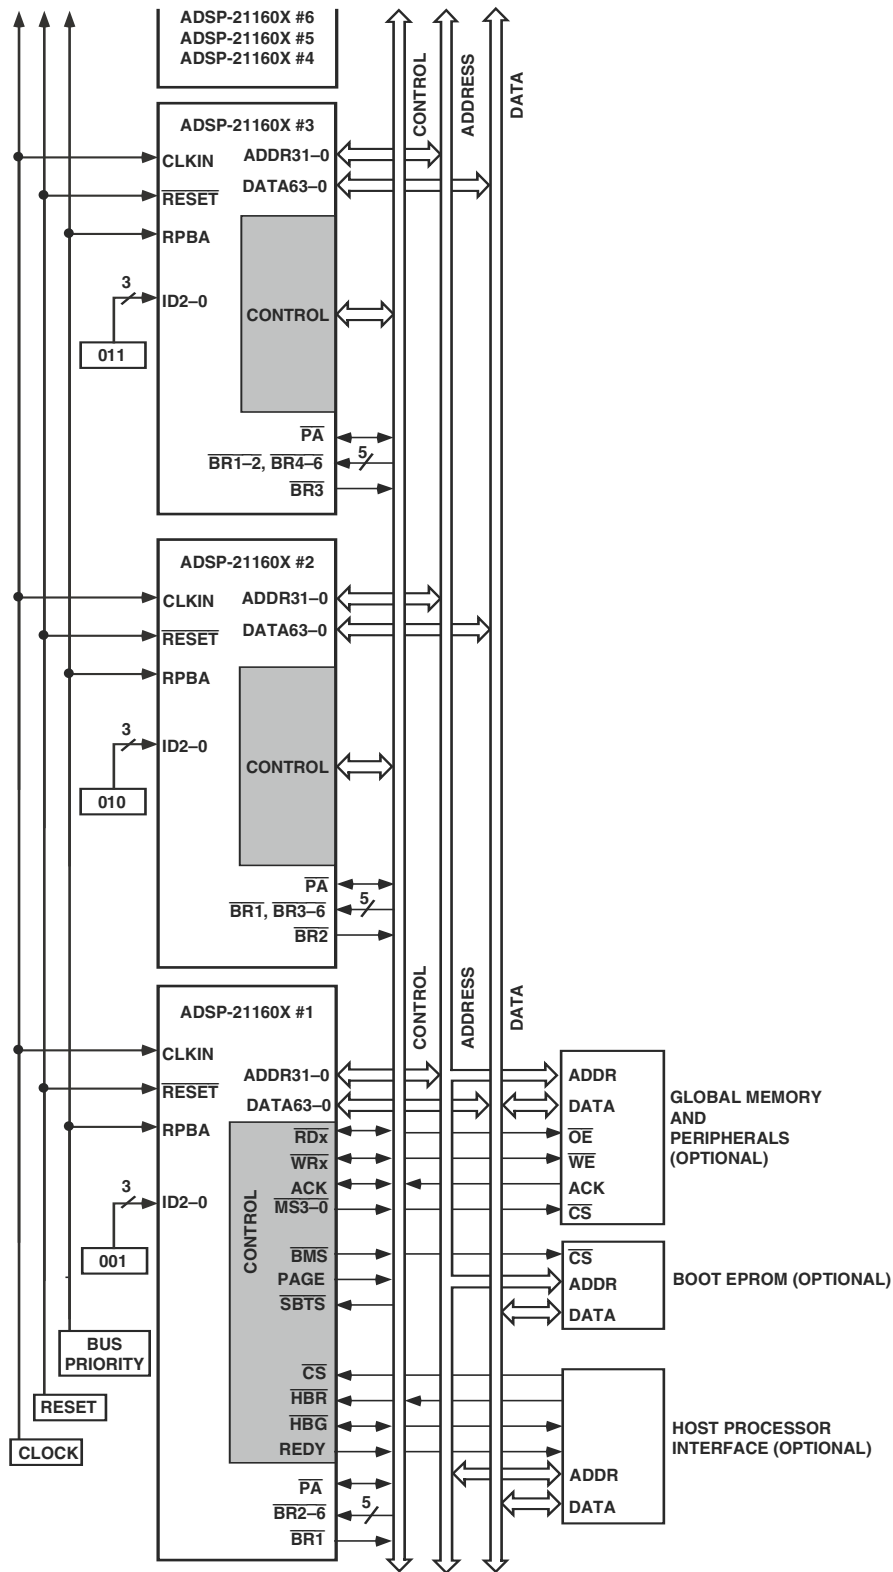 ADSP-21160X #6
ADSP-21160X #5
ADSP-21160X #4
CONTROL
ADDRESS
DATA
ADSP-21160X #3
CLKIN
ADDR31–0
RESET
DATA63–0
RPBA
3
ID2–0
CONTROL
011
PA
BR1–2, BR4–6
5
BR3
ADSP-21160X #2
CLKIN
ADDR31–0
RESET
DATA63–0
RPBA
3
ID2–0
CONTROL
010
PA
BR1, BR3–6
5
BR2
CONTROL
ADDRESS
DATA
ADSP-21160X #1
CLKIN
ADDR31–0
RESET
DATA63–0
RPBA
3
ID2–0
001
CONTROL
RDx
WRx
ACK
MS3–0
BMS
PAGE
SBTS
CS
HBR
HBG
REDY
PA
BR2–6
5
BR1
ADDR
DATA
OE
WE
ACK
CS
GLOBAL MEMORY
AND
PERIPHERALS
(OPTIONAL)
CS
ADDR
DATA
BOOT EPROM (OPTIONAL)
ADDR
DATA
HOST PROCESSOR
INTERFACE (OPTIONAL)
BUS
PRIORITY
RESET
CLOCK